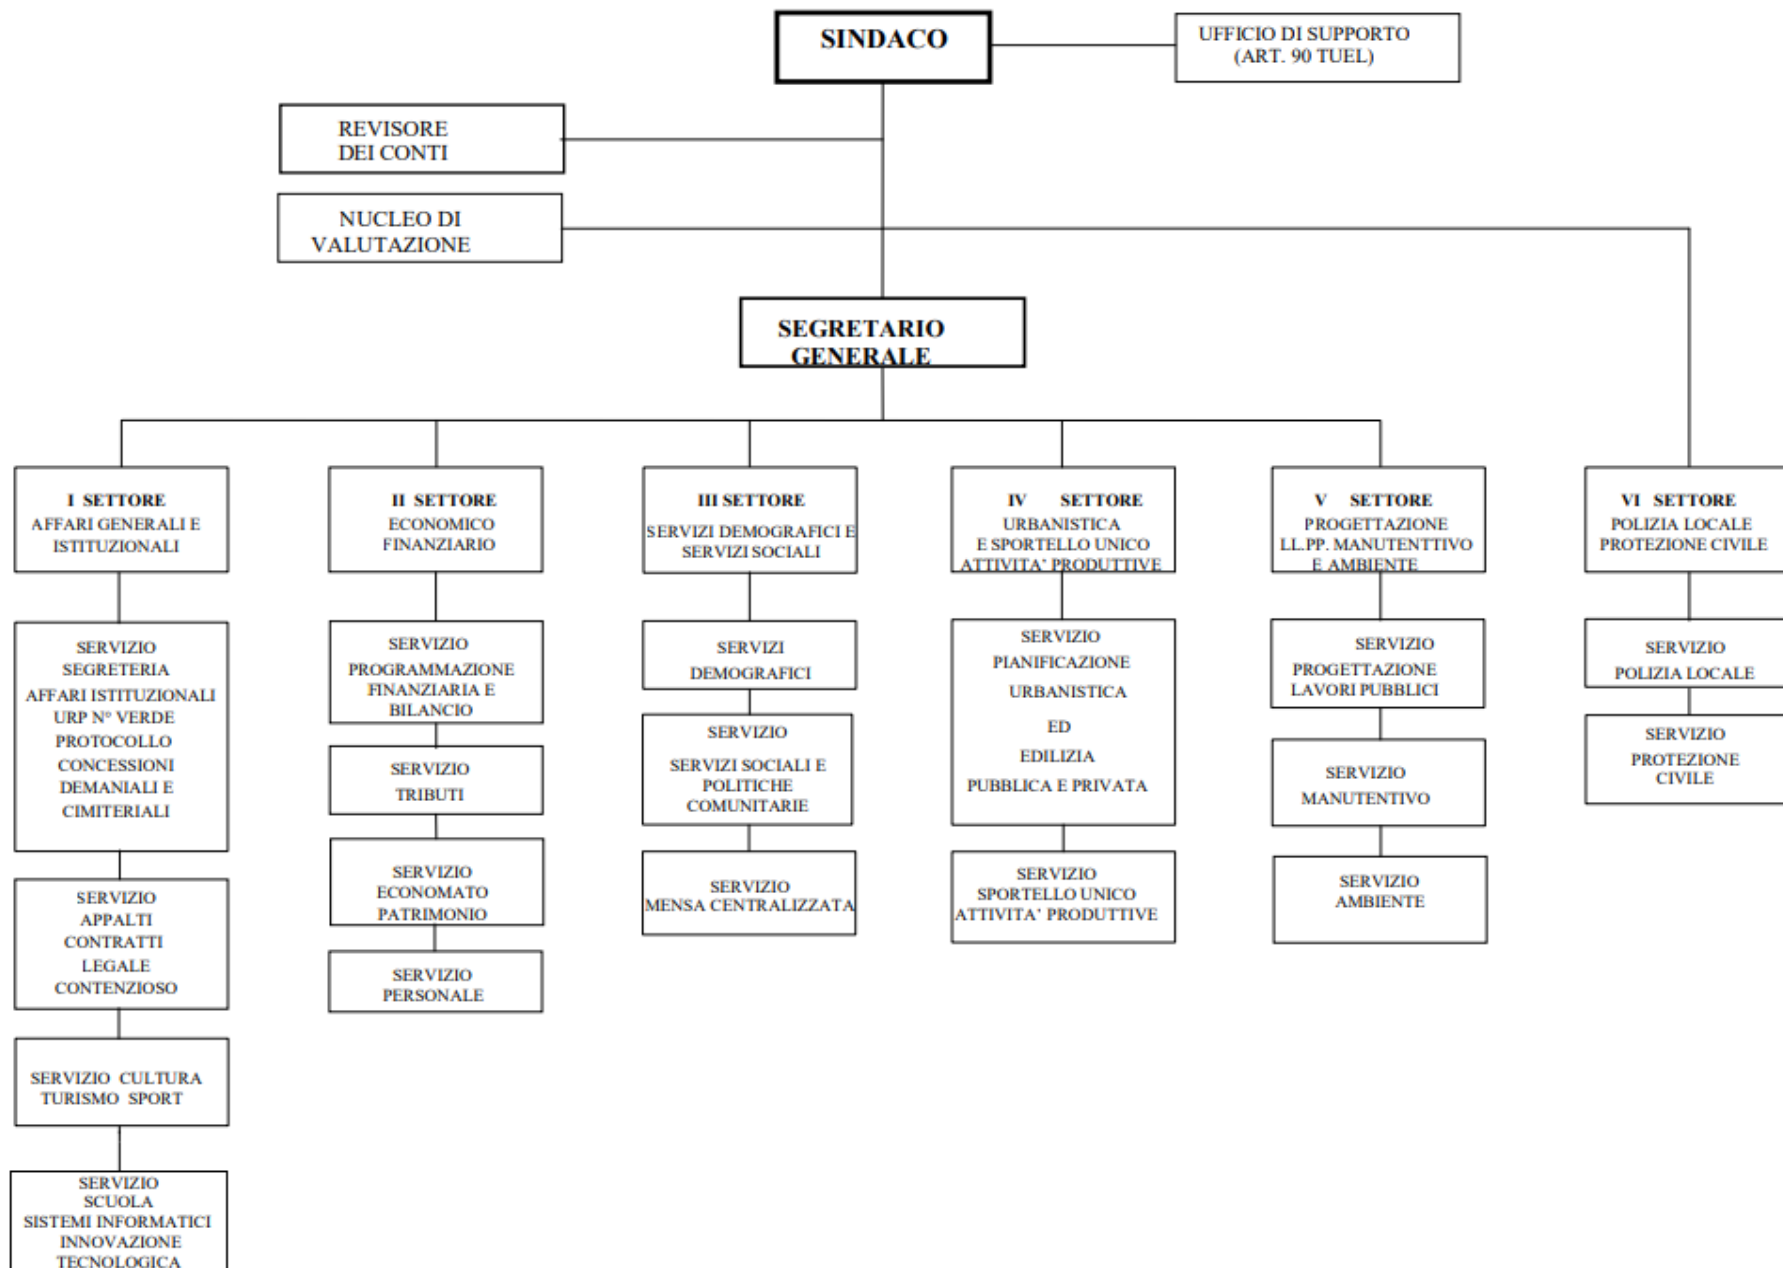 SINDACO
UFFICIO DI SUPPORTO
(ART. 90 TUEL)
REVISORE
DEI CONTI
NUCLEO DI
VALUTAZIONE
SEGRETARIO
GENERALE
I SETTORE
AFFARI GENERALI E
ISTITUZIONALI
II SETTORE
ECONOMICO
FINANZIARIO
III SETTORE
SERVIZI DEMOGRAFICI E
SERVIZI SOCIALI
IV SETTORE
URBANISTICA
E SPORTELLO UNICO
ATTIVITA' PRODUTTIVE
V SETTORE
PROGETTAZIONE
LL.PP. MANUTENTTIVO
E AMBIENTE
VI SETTORE
POLIZIA LOCALE
PROTEZIONE CIVILE
SERVIZIO
SEGRETERIA
AFFARI ISTITUZIONALI
URP N° VERDE
PROTOCOLLO
CONCESSIONI
DEMANIALI E
CIMITERIALI
SERVIZIO
APPALTI
CONTRATTI
LEGALE
CONTENZIOSO
SERVIZIO CULTURA
TURISMO SPORT
SERVIZIO
SCUOLA
SISTEMI INFORMATICI
INNOVAZIONE
TECNOLOGICA
SERVIZIO
PROGRAMMAZIONE
FINANZIARIA E
BILANCIO
SERVIZIO
TRIBUTI
SERVIZIO
ECONOMATO
PATRIMONIO
SERVIZIO
PERSONALE
SERVIZI
DEMOGRAFICI
SERVIZIO
SERVIZI SOCIALI E
POLITICHE
COMUNITARIE
SERVIZIO
MENSA CENTRALIZZATA
SERVIZIO
PIANIFICAZIONE
URBANISTICA
ED
EDILIZIA
PUBBLICA E PRIVATA
SERVIZIO
SPORTELLO UNICO
ATTIVITA' PRODUTTIVE
SERVIZIO
PROGETTAZIONE
LAVORI PUBBLICI
SERVIZIO
MANUTENTIVO
SERVIZIO
AMBIENTE
SERVIZIO
POLIZIA LOCALE
SERVIZIO
PROTEZIONE
CIVILE